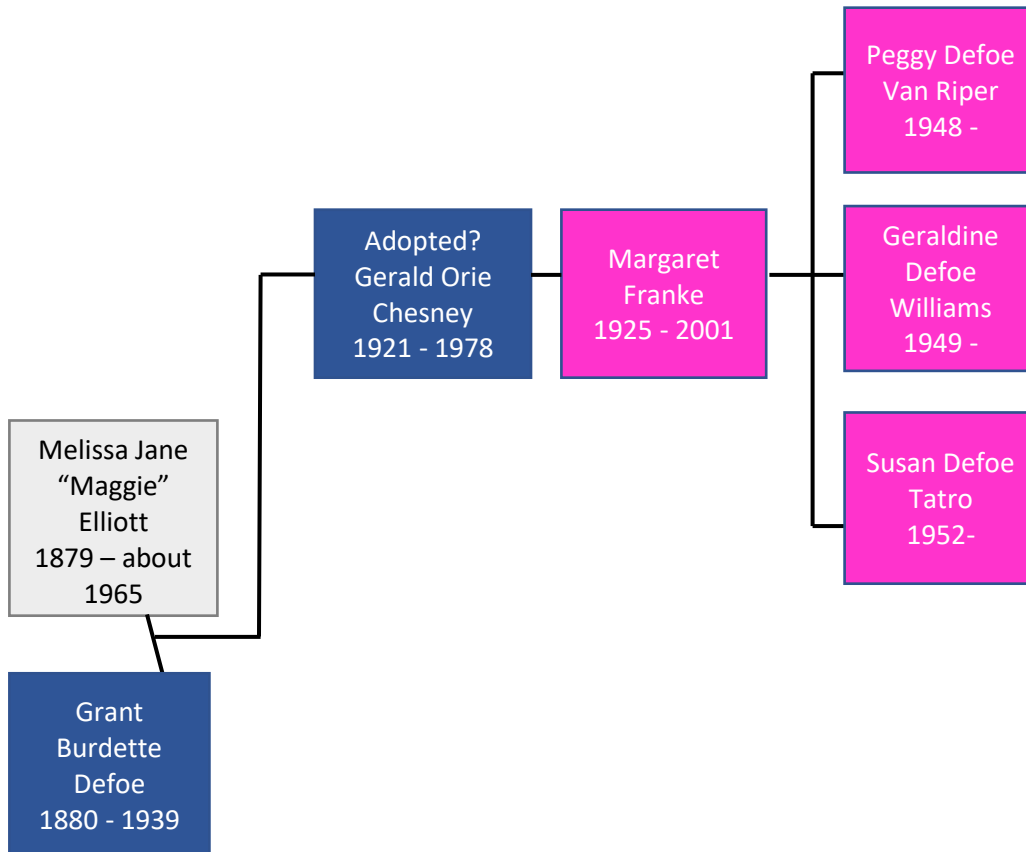 Peggy Defoe
Van Riper
1948 -
Adopted?
Gerald Orie
Chesney
1921 - 1978
Margaret
Franke
1925 - 2001
Geraldine
Defoe
Williams
1949 -
Melissa Jane
“Maggie”
Elliott
1879 – about
1965
Susan Defoe
Tatro
1952-
Grant
Burdette
Defoe
1880 - 1939